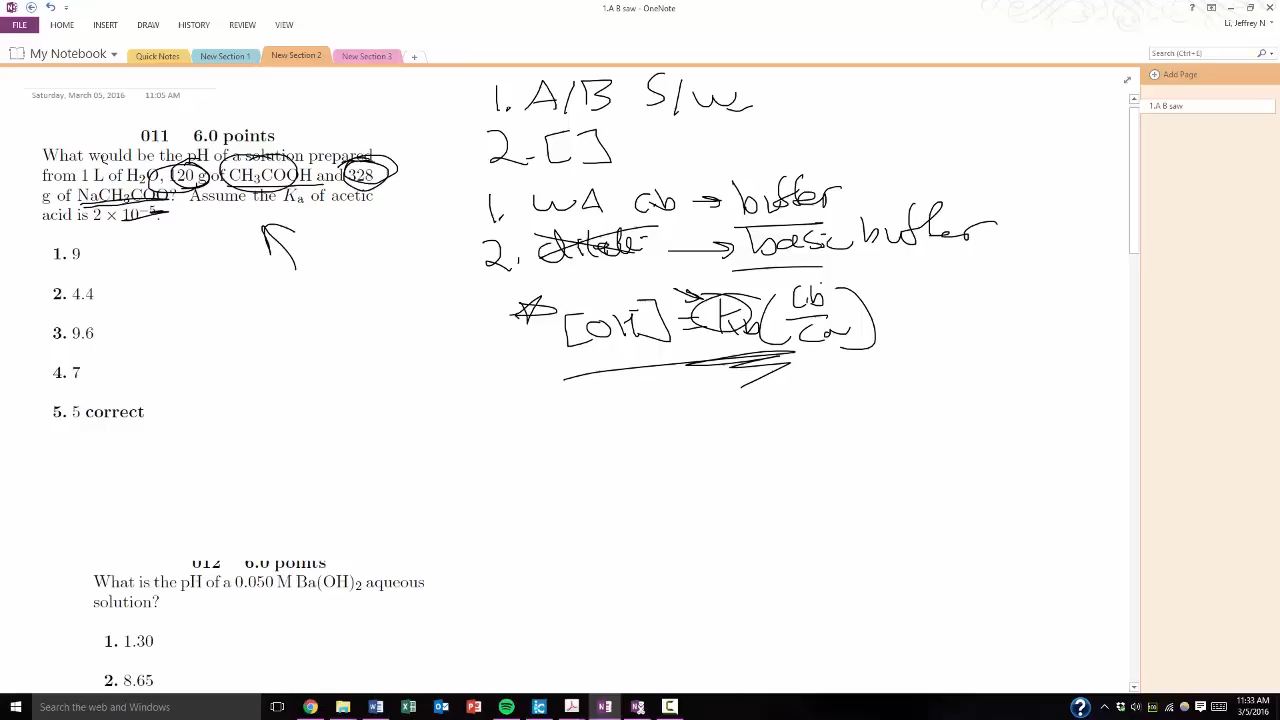 1.A B saw - OneNote
Li, Jeffrey N
FILE HOME INSERT DRAW HISTORY REVIEW VIEW
My Notebook Quick Notes New Section 1 New Section 2 New Section 3 +
Search (Ctrl+E)
Add Page
1.A B saw
Saturday, March 05, 2016 11:05 AM
011 6.0 points
What would be the pH of a solution prepared
from 1 L of H₂O, 120 g of CH₃COOH and 328
g of NaCH₃COO? Assume the Kₐ of acetic
acid is 2 × 10⁻⁵.
1. 9
2. 4.4
3. 9.6
4. 7
5. 5 correct
1. A/B S/W
2. []
1. WA cb → buffer
2. → basic buffer
[OH⁻] = Kb (Cb/Ca)
012 6.0 points
What is the pH of a 0.050 M Ba(OH)₂ aqueous
solution?
1. 1.30
2. 8.65
Search the web and Windows
11:33 AM
3/5/2016